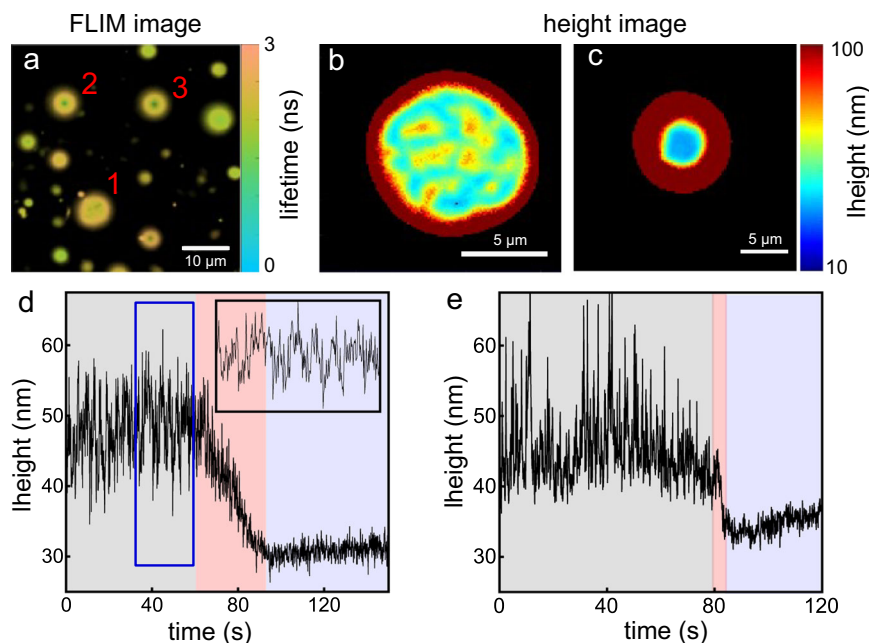 FLIM image
height image
a
2
3
1
10 µm
3
lifetime (ns)
0
b
5 µm
c
5 µm
100
lheight (nm)
10
d
60
50
40
30
lheight (nm)
0
40
80
120
time (s)
e
60
50
40
30
lheight (nm)
0
40
80
120
time (s)